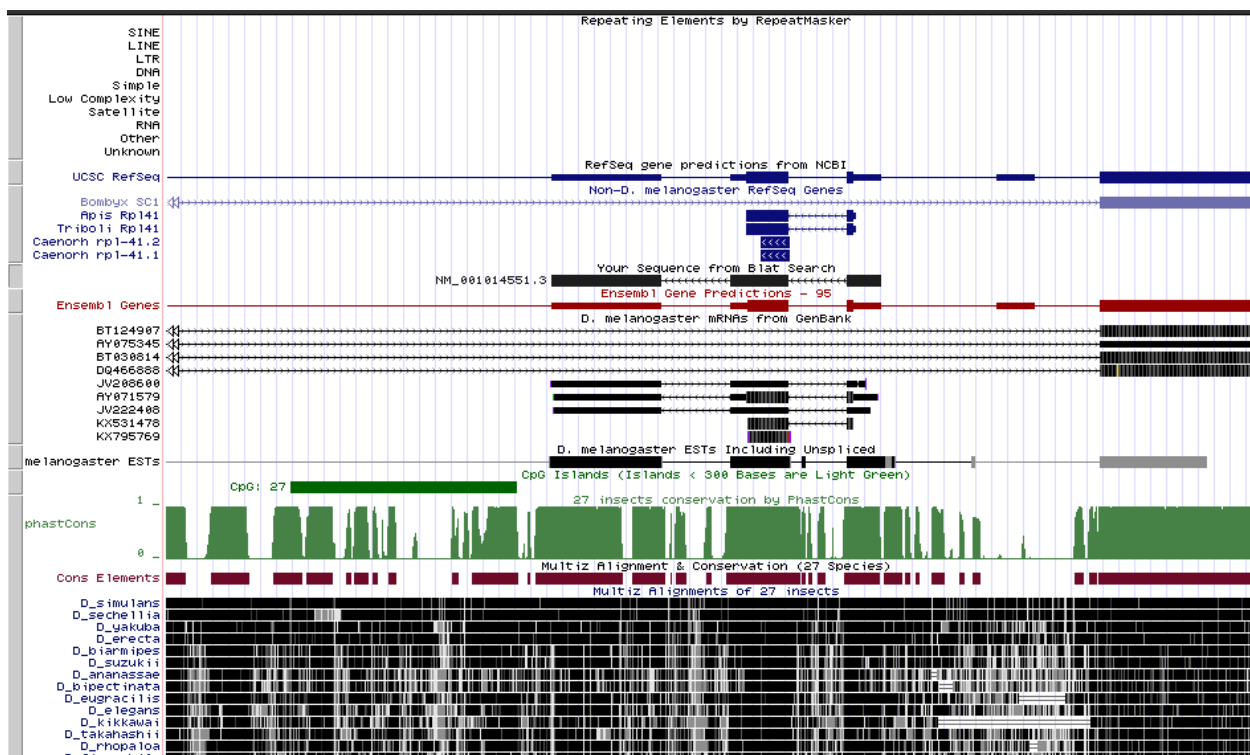 Repeating Elements by RepeatMasker
SINE
LINE
LTR
DNA
Simple
Low Complexity
Satellite
RNA
Other
Unknown
RefSeq gene predictions from NCBI
UCSC RefSeq
Non-D. melanogaster RefSeq Genes
Bombyx SC1
Apis Rpl41
Triboli Rpl41
Caenorh rpl-41.2
Caenorh rpl-41.1
Your Sequence from Blat Search
NM_001014551.3
Ensembl Gene Predictions - 95
Ensembl Genes
D. melanogaster mRNAs from GenBank
BT124907
AY075345
BT030814
DQ466888
JV208600
AY071579
JV222408
KX531478
KX795769
D. melanogaster ESTs Including Unspliced
melanogaster ESTs
CpG Islands (Islands < 300 Bases are Light Green)
CpG: 27
27 insects conservation by PhastCons
1 _
phastCons
0 _
Multiz Alignment & Conservation (27 Species)
Cons Elements
Multiz Alignments of 27 insects
D_simulans
D_sechellia
D_yakuba
D_erecta
D_biarmipes
D_suzukii
D_ananassae
D_bipectinata
D_eugracilis
D_elegans
D_kikkawai
D_takahashii
D_rhopaloa